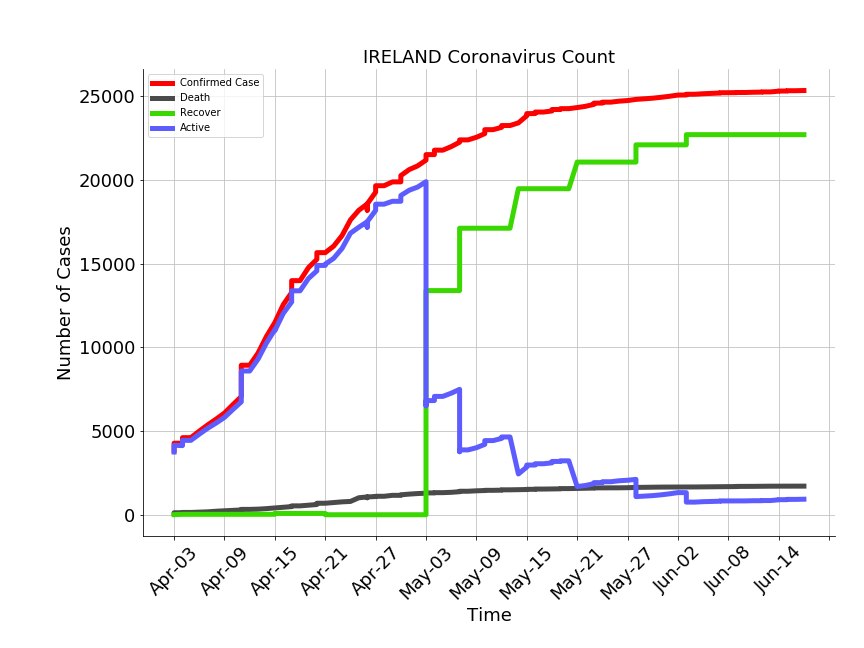 IRELAND Coronavirus Count
Confirmed Case
Death
Recover
Active
Number of Cases
25000
20000
15000
10000
5000
0
Apr-03
Apr-09
Apr-15
Apr-21
Apr-27
May-03
May-09
May-15
May-21
May-27
Jun-02
Jun-08
Jun-14
Time